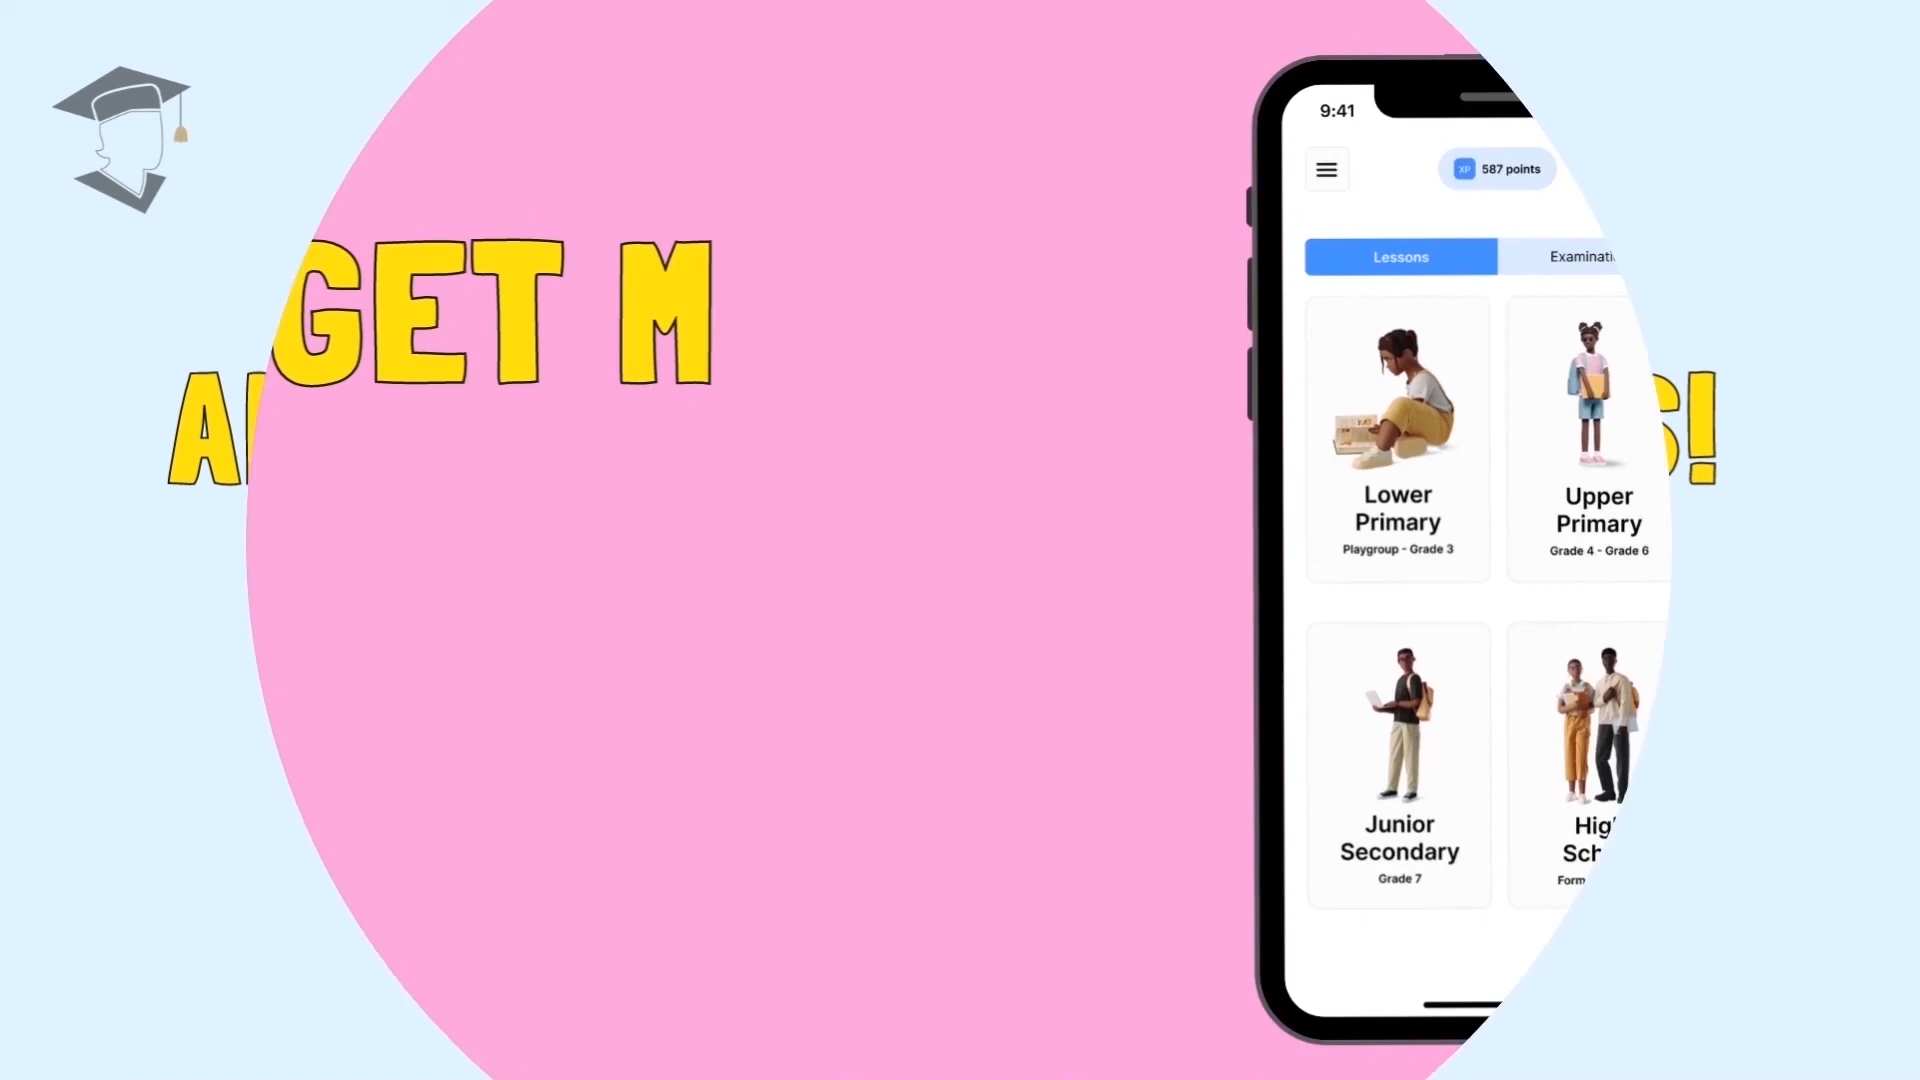 GET M
9:41
XP 587 points
Lessons
Lower
Primary
Playgroup - Grade 3
Upper
Primary
Grade 4 - Grade 6
Junior
Secondary
Grade 7